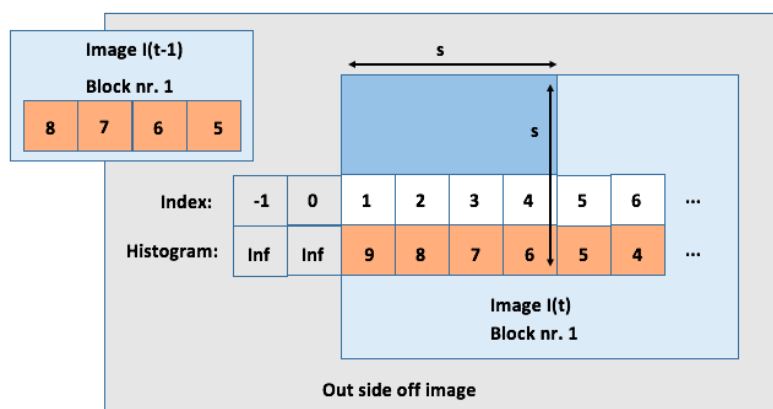 Image I(t-1)
Block nr. 1
8 7 6 5
s
s
Index: -1 0 1 2 3 4 5 6 ...
Histogram: Inf Inf 9 8 7 6 5 4 ...
Image I(t)
Block nr. 1
Out side off image